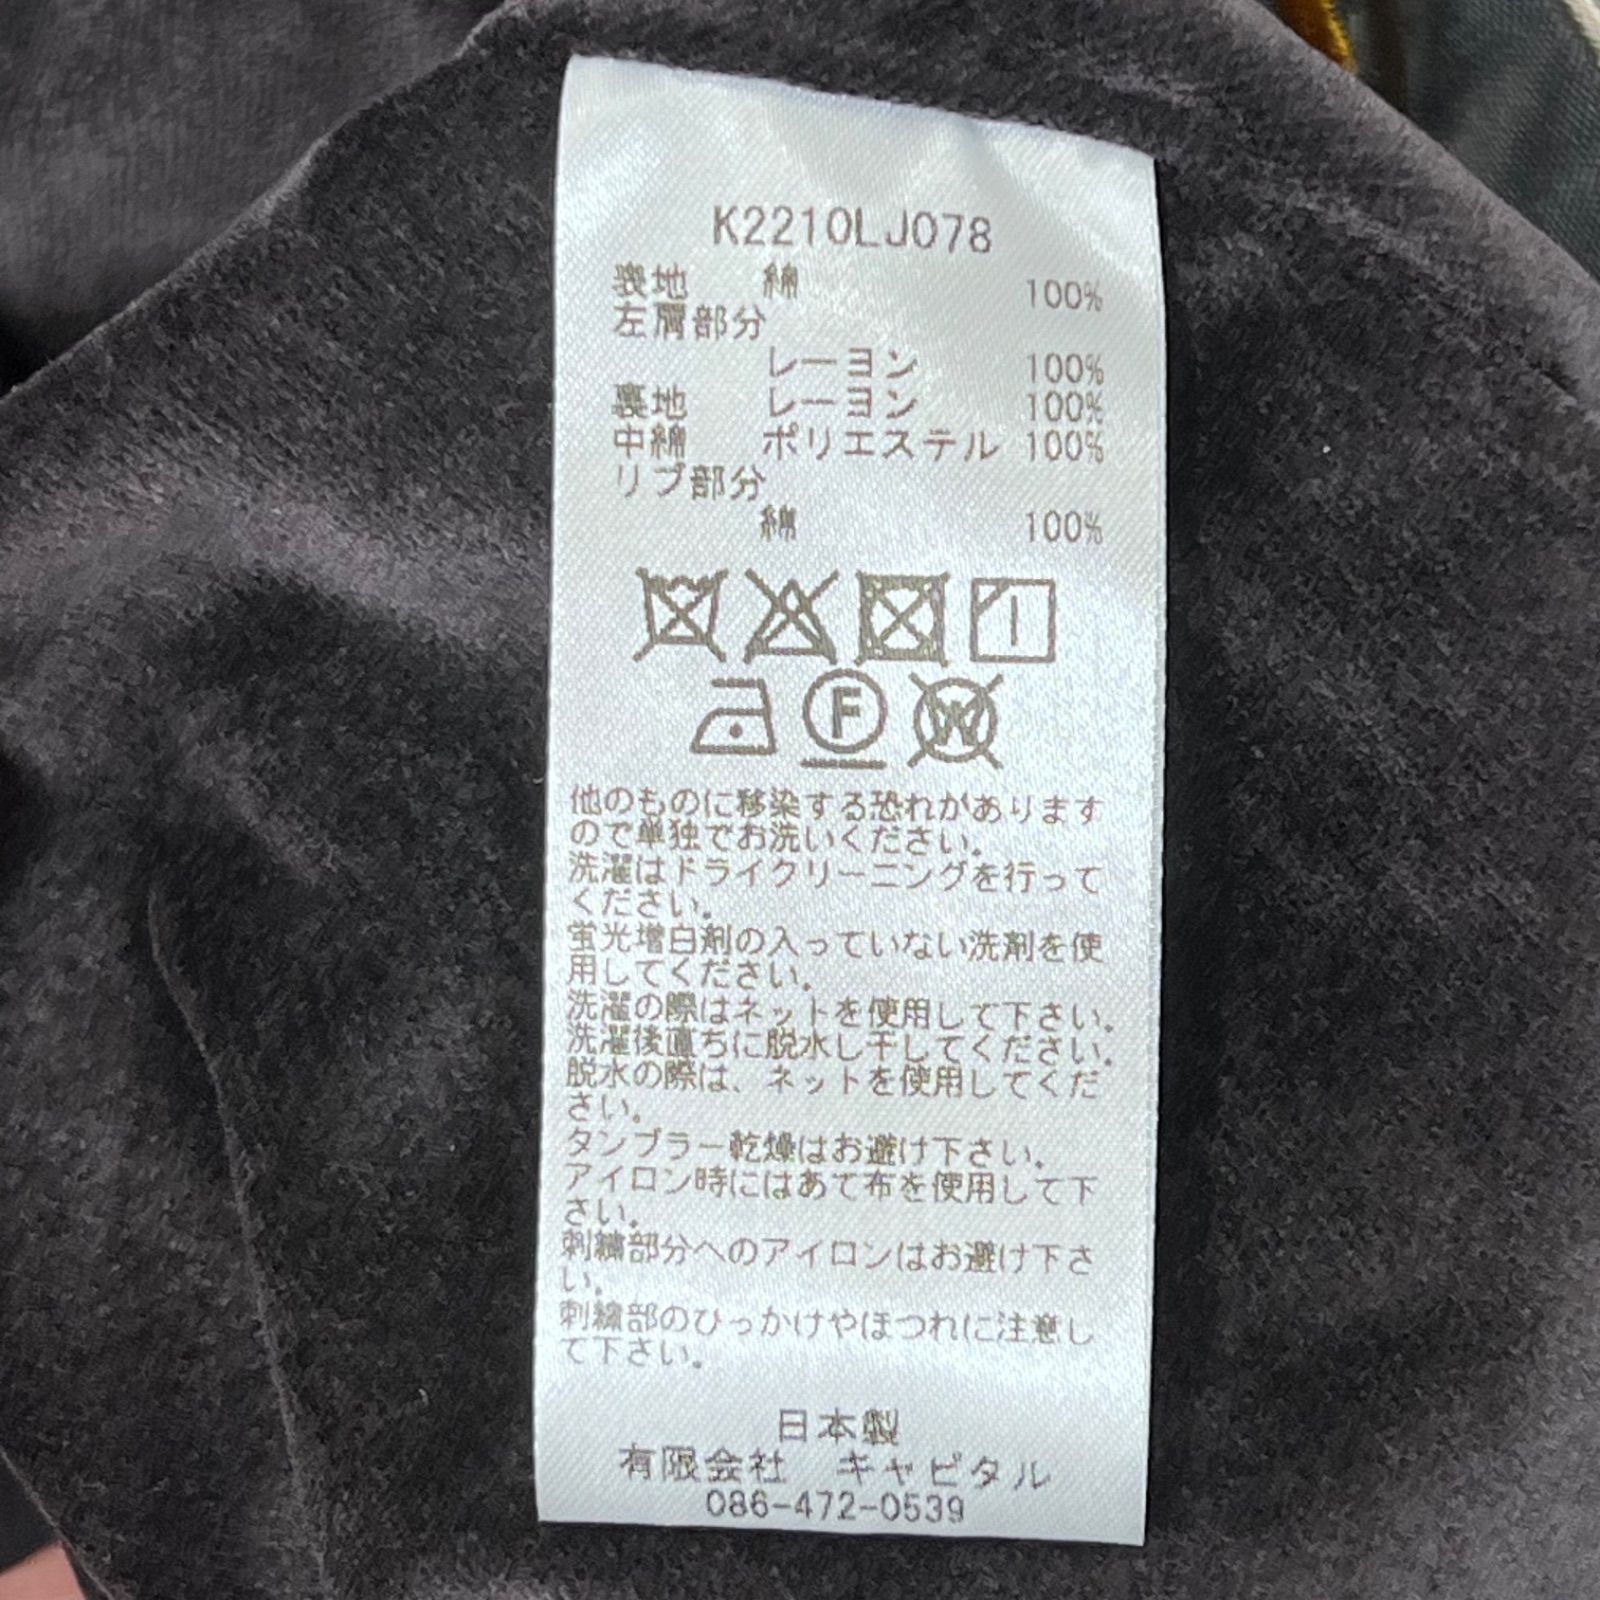 K2210LJ078
表地 綿 100%
左肩部分
レーヨン 100%
裏地 レーヨン 100%
中綿 ポリエステル 100%
リブ部分
綿 100%
F W
他のものに移染する恐れがあります
ので単独でお洗いください。
洗濯はドライクリーニングを行って
ください。
蛍光増白剤の入っていない洗剤を使
用してください。
洗濯の際はネットを使用して下さい。
洗濯後直ちに脱水し干してください。
脱水の際は、ネットを使用してくだ
さい。
タンブラー乾燥はお避け下さい。
アイロン時にはあて布を使用して下
さい。
刺繍部分へのアイロンはお避け下さ
い。
刺繍部のひっかけやほつれに注意し
て下さい。
日本製
有限会社 キャピタル
086-472-0539